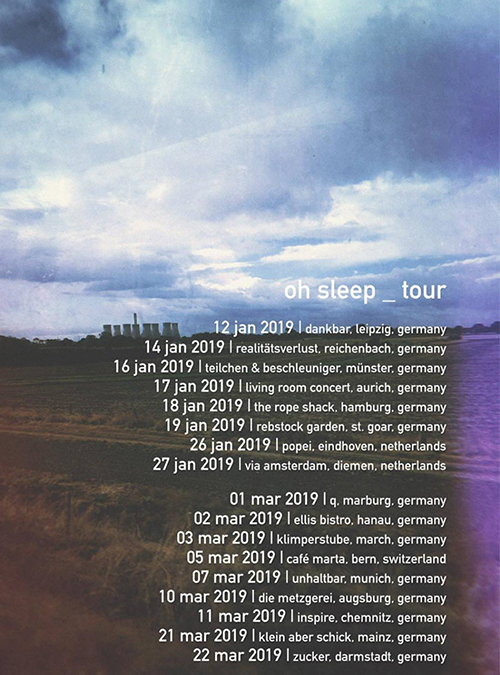 oh sleep _ tour
12 jan 2019 | dankbar, leipzig, germany
14 jan 2019 | realitätsverlust, reichenbach, germany
16 jan 2019 | teilchen & beschleuniger, münster, germany
17 jan 2019 | living room concert, aurich, germany
18 jan 2019 | the rope shack, hamburg, germany
19 jan 2019 | rebstock garden, st. goar, germany
26 jan 2019 | popei, eindhoven, netherlands
27 jan 2019 | via amsterdam, diemen, netherlands
01 mar 2019 | q, marburg, germany
02 mar 2019 | ellis bistro, hanau, germany
03 mar 2019 | klimperstube, march, germany
05 mar 2019 | café marta, bern, switzerland
07 mar 2019 | unhaltbar, munich, germany
10 mar 2019 | die metzgerei, augsburg, germany
11 mar 2019 | inspire, chemnitz, germany
21 mar 2019 | klein aber schick, mainz, germany
22 mar 2019 | zucker, darmstadt, germany